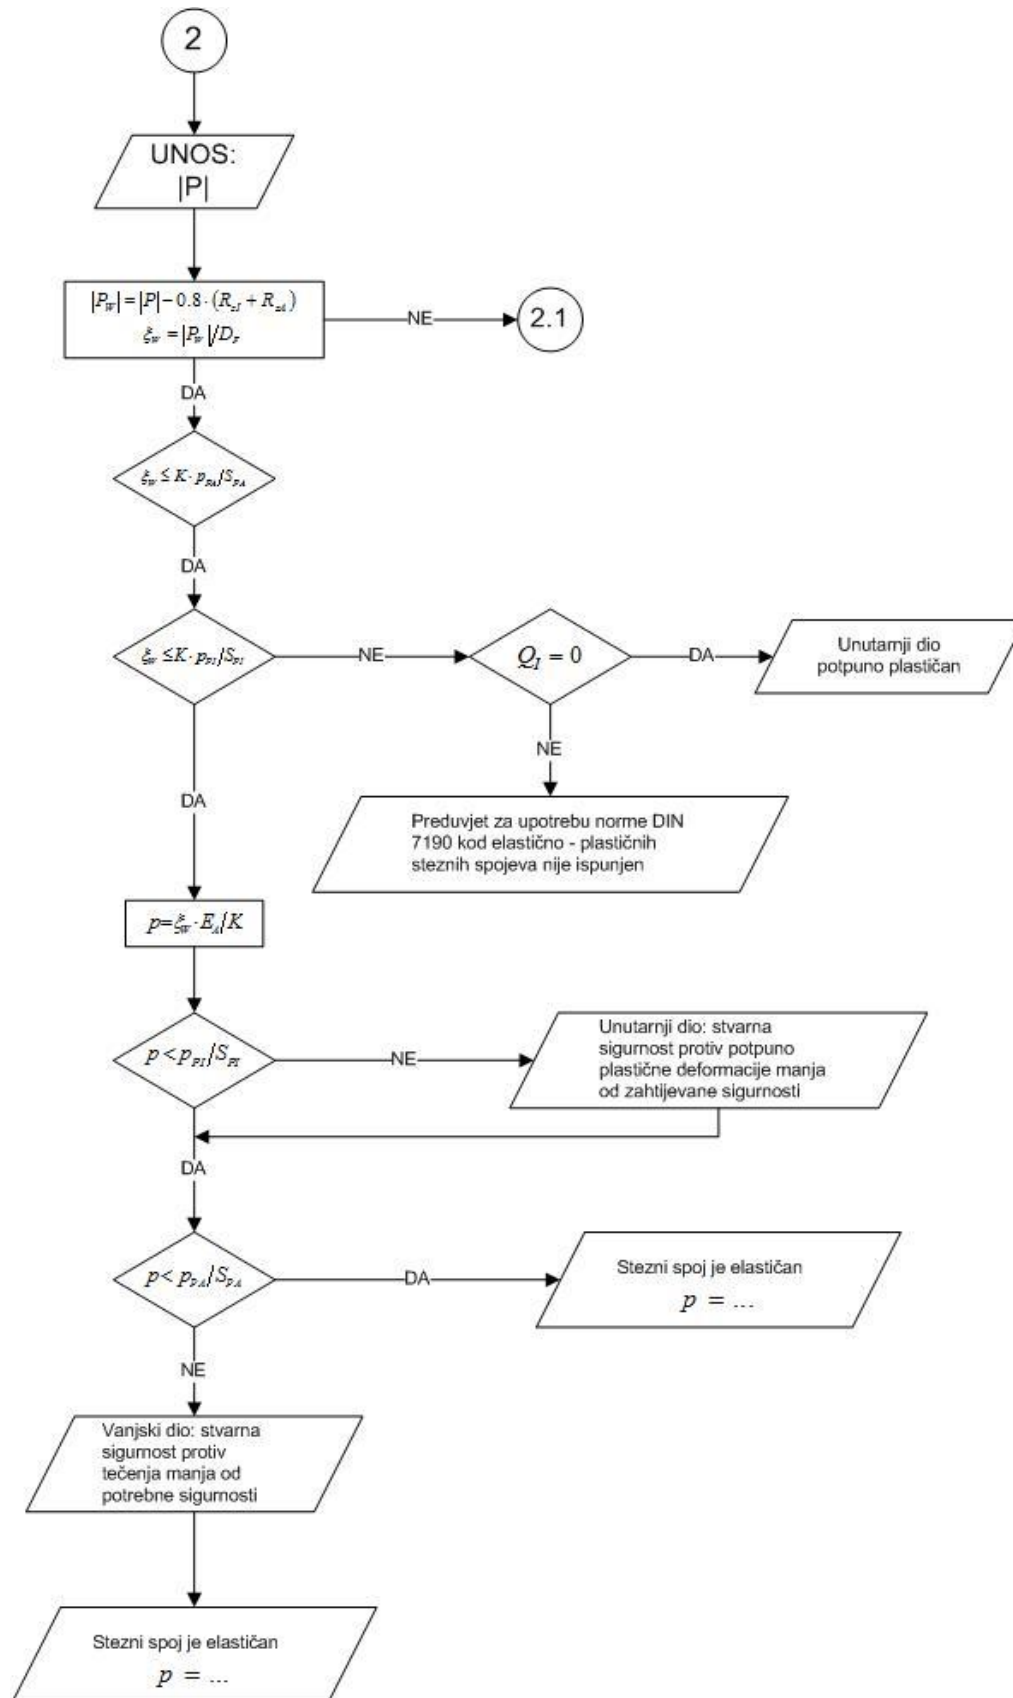 2
UNOS:
|P|
|P_W| = |P| − 0.8 · (R_zI + R_zA)
ξ_W = |P_W|/D_F
NE
2.1
DA
ξ_W ≤ K · p_PA/S_PA
DA
ξ_W ≤ K · p_PI/S_PI
NE
Q_I = 0
DA
Unutarnji dio
potpuno plastičan
NE
DA
Preduvjet za upotrebu norme DIN
7190 kod elastično - plastičnih
steznih spojeva nije ispunjen
p = ξ_W · E_A/K
p < p_PI/S_PI
NE
Unutarnji dio: stvarna
sigurnost protiv potpuno
plastične deformacije manja
od zahtijevane sigurnosti
DA
p < p_PA/S_PA
DA
Stezni spoj je elastičan
p = ...
NE
Vanjski dio: stvarna
sigurnost protiv
tečenja manja od
potrebne sigurnosti
Stezni spoj je elastičan
p = ...